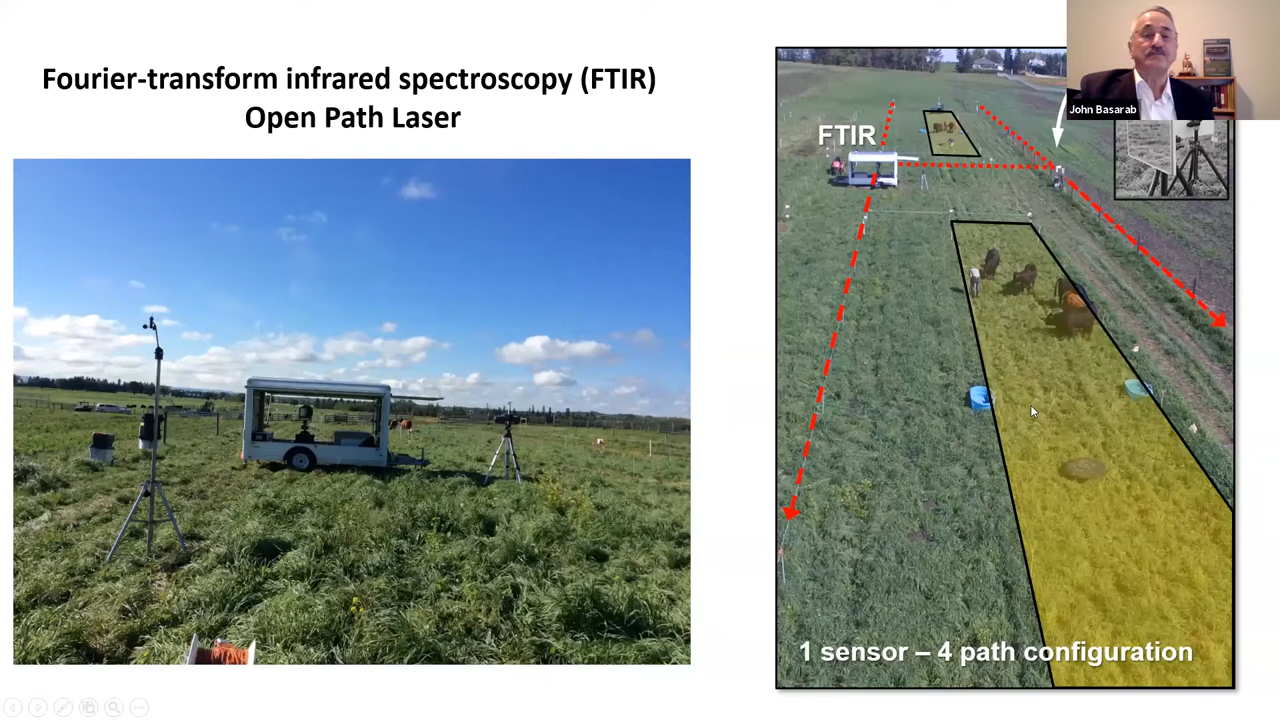 Fourier-transform infrared spectroscopy (FTIR)
Open Path Laser
FTIR
1 sensor – 4 path configuration
John Basarab